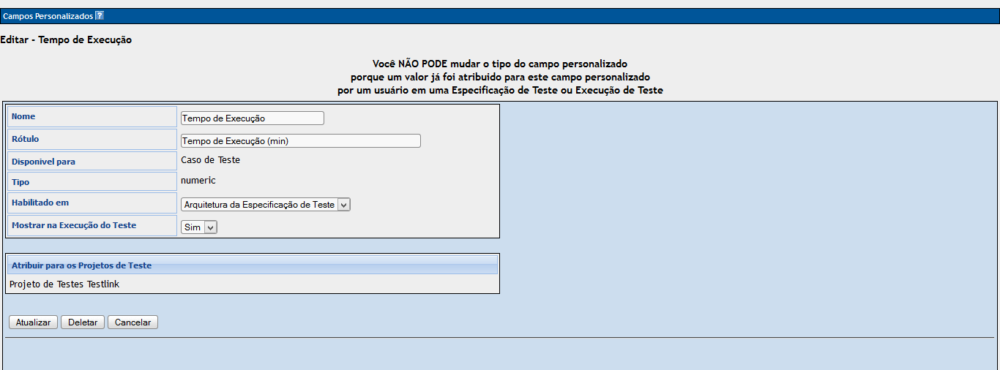 Campos Personalizados ?
Editar - Tempo de Execução
Você NÃO PODE mudar o tipo do campo personalizado
porque um valor já foi atribuido para este campo personalizado
por um usuário em uma Especificação de Teste ou Execução de Teste
Nome Tempo de Execução
Rótulo Tempo de Execução (min)
Disponivel para Caso de Teste
Tipo numeric
Habilitado em Arquitetura da Especificação de Teste
Mostrar na Execução do Teste Sim
Atribuir para os Projetos de Teste
Projeto de Testes Testlink
Atualizar Deletar Cancelar